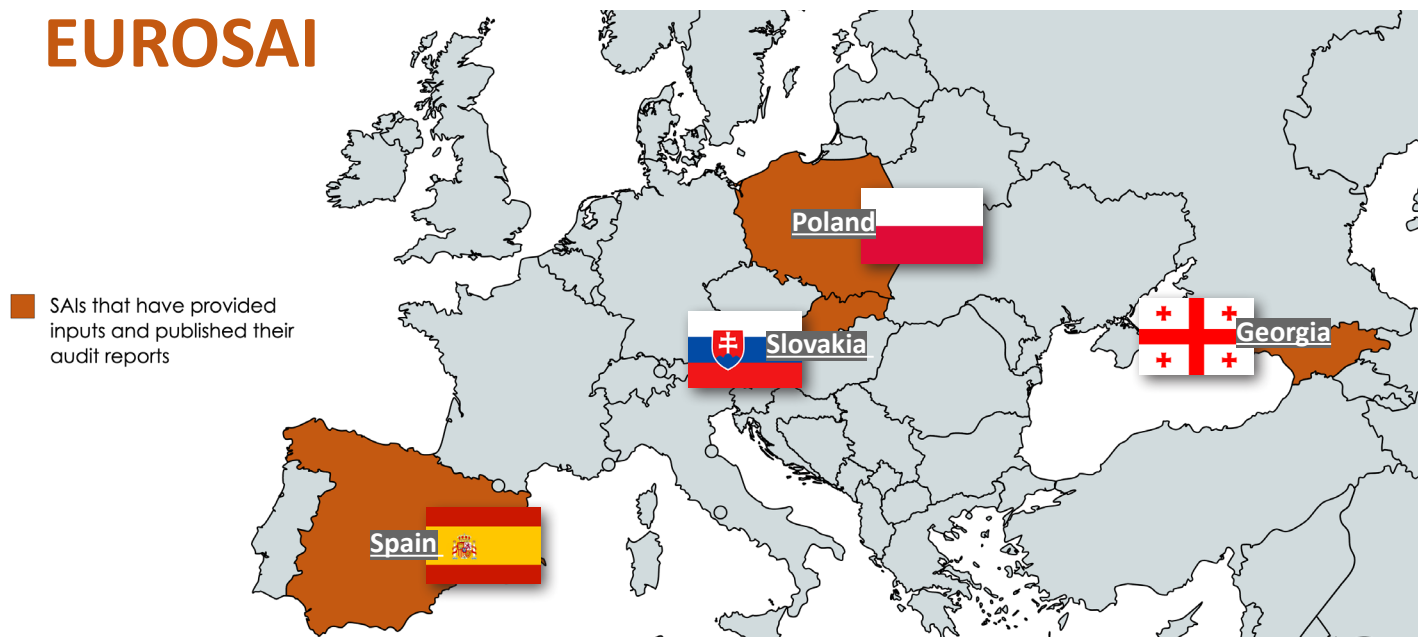 EUROSAI
Poland
SAIs that have provided
inputs and published their
audit reports
Slovakia
Georgia
Spain